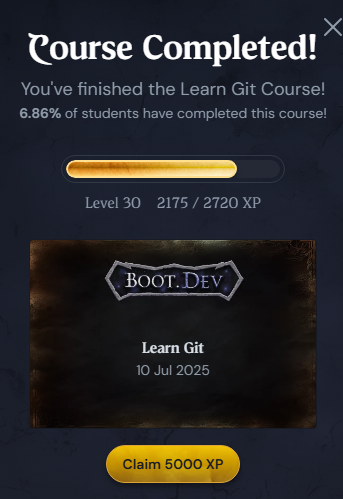 Course Completed!
You've finished the Learn Git Course!
6.86% of students have completed this course!
Level 30 2175 / 2720 XP
BOOT.DEV
Learn Git
10 Jul 2025
Claim 5000 XP